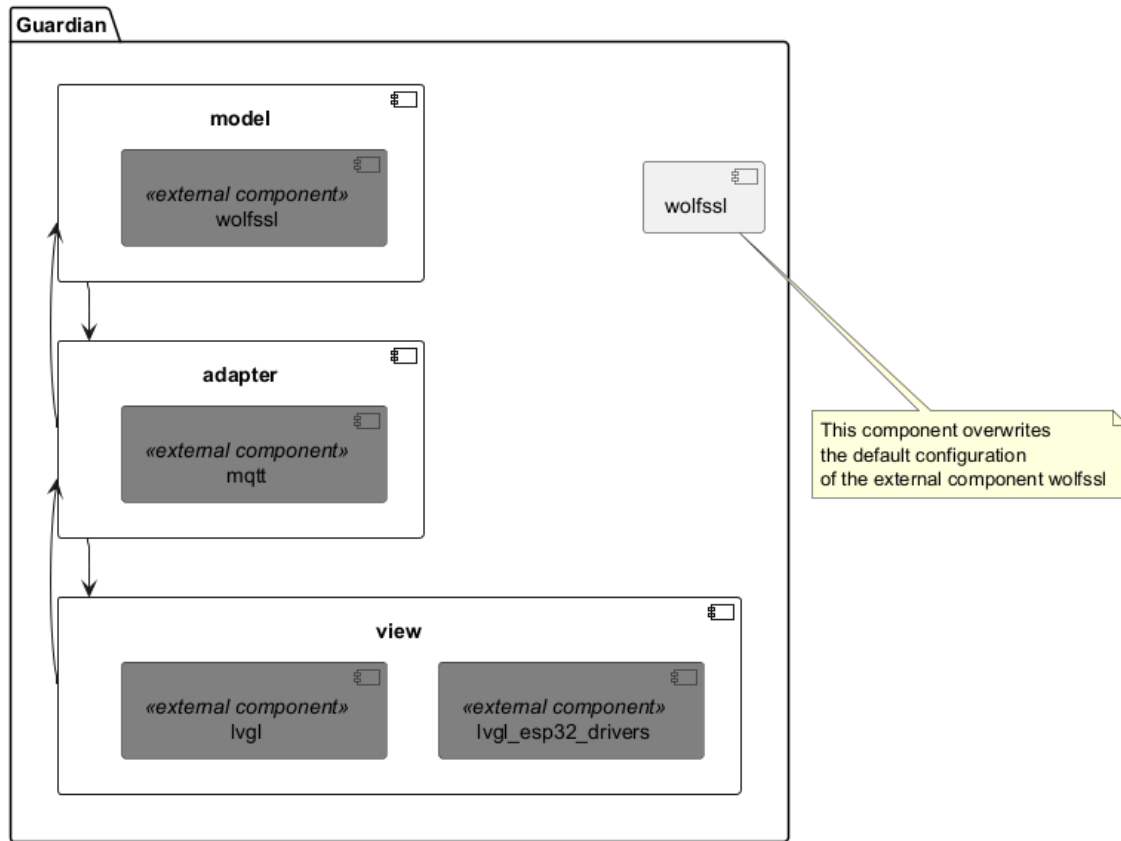 Guardian
model
«external component»
wolfssl
wolfssl
adapter
«external component»
mqtt
This component overwrites
the default configuration
of the external component wolfssl
view
«external component»
lvgl
«external component»
lvgl_esp32_drivers